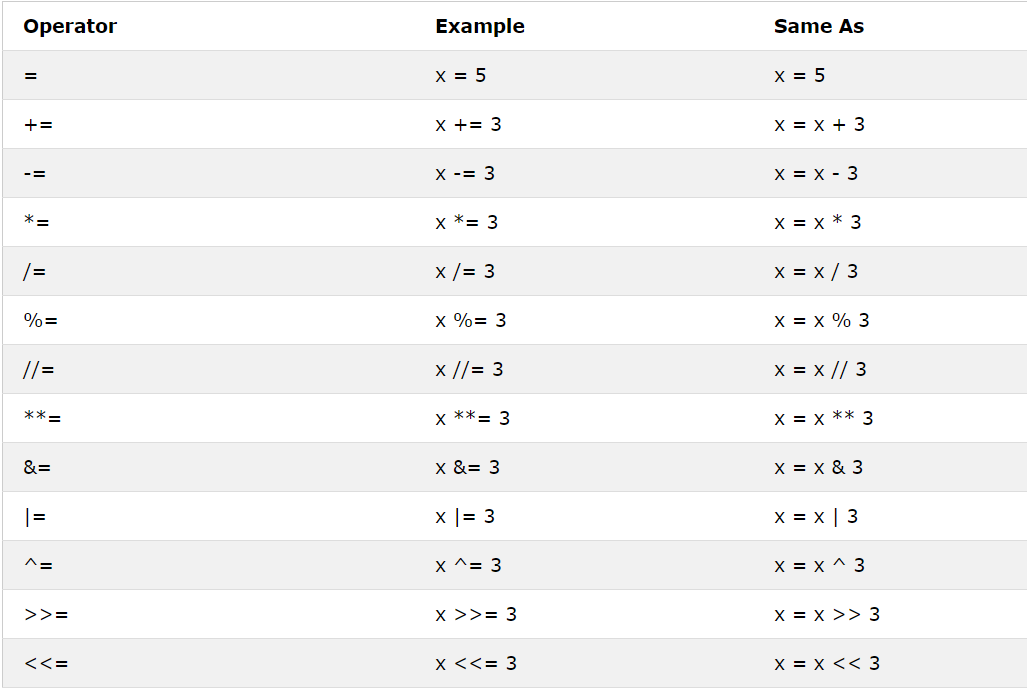 Operator Example Same As
= x = 5 x = 5
+= x += 3 x = x + 3
-= x -= 3 x = x - 3
*= x *= 3 x = x * 3
/= x /= 3 x = x / 3
%= x %= 3 x = x % 3
//= x //= 3 x = x // 3
**= x **= 3 x = x ** 3
&= x &= 3 x = x & 3
|= x |= 3 x = x | 3
^= x ^= 3 x = x ^ 3
>>= x >>= 3 x = x >> 3
<<= x <<= 3 x = x << 3